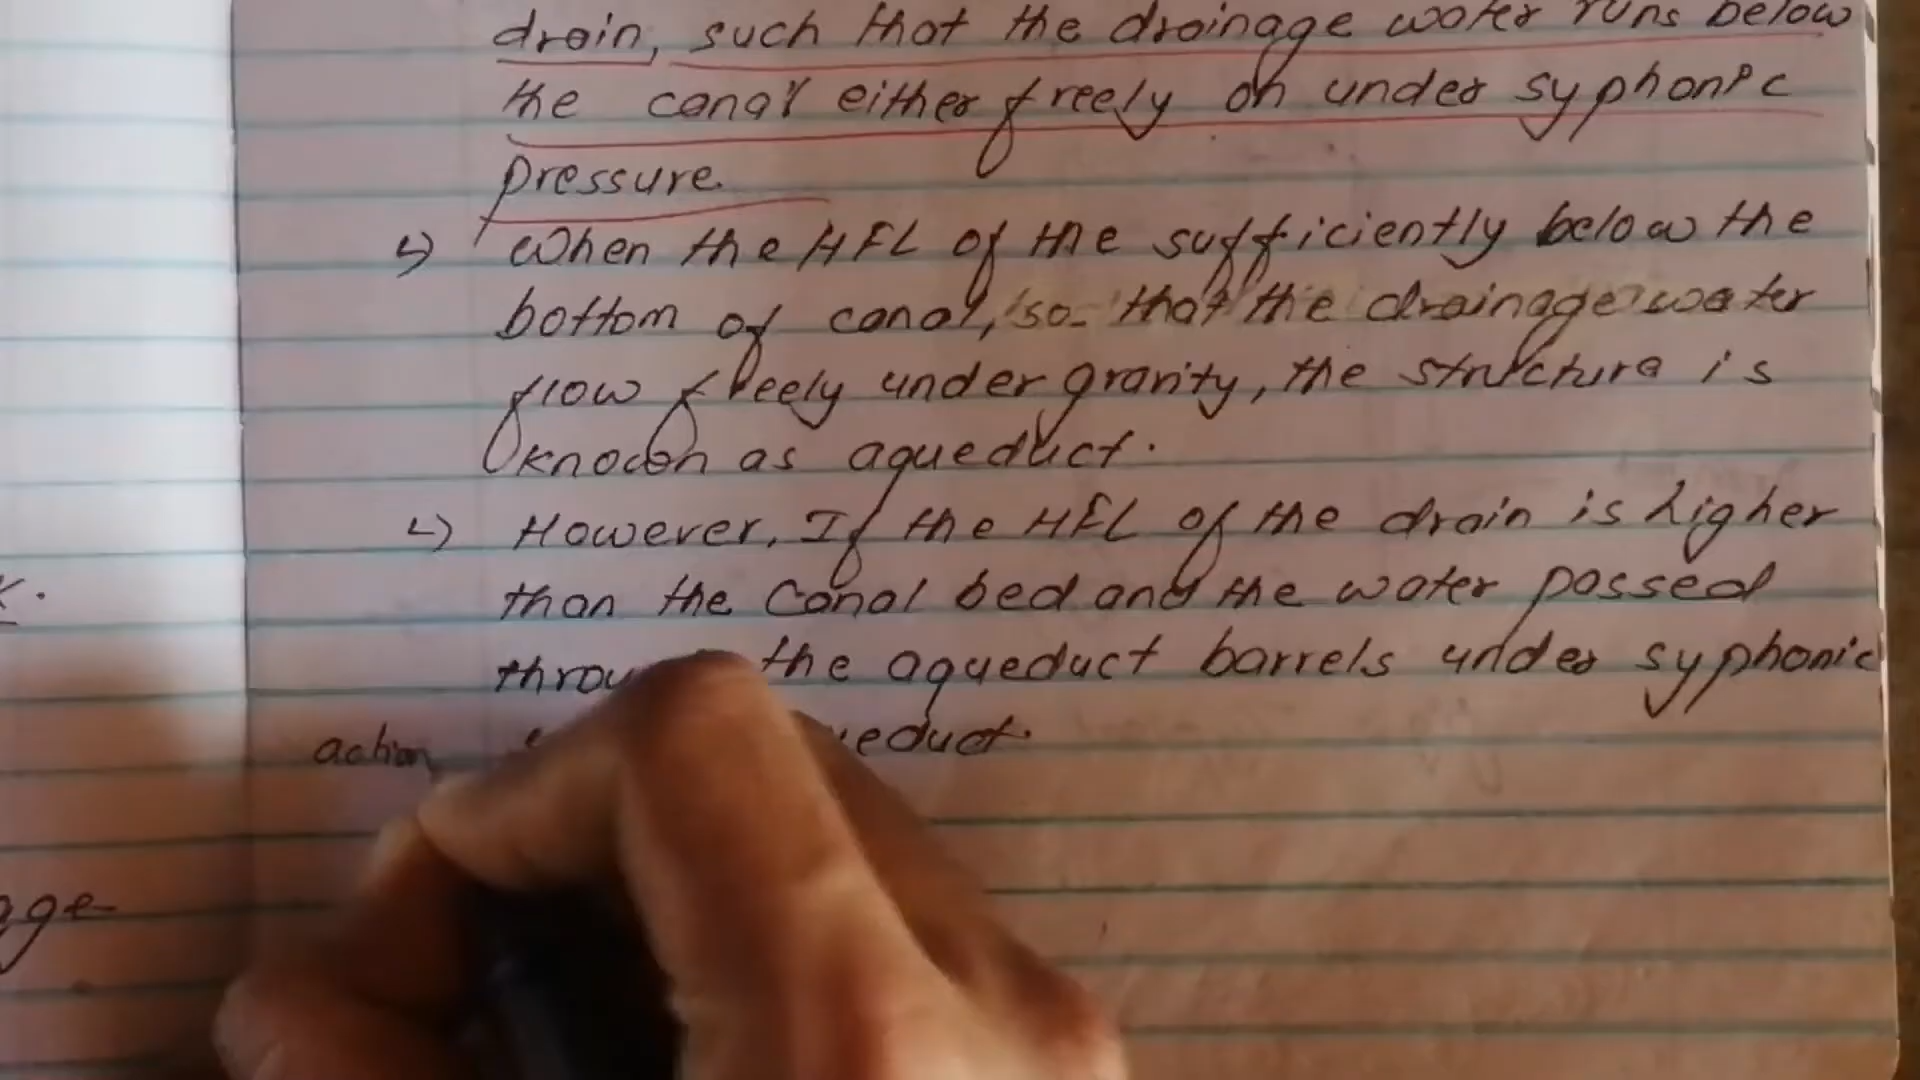 drain, such that the drainage water runs below
the canal either freely on under syphonic
pressure.
↳ When the HFL of the sufficiently below the
bottom of canal, so that the drainage water
flow freely under gravity, the structure is
known as aqueduct.
↳ However, If the HFL of the drain is higher
than the Canal bed and the water passed
the aqueduct barrels under syphonic
action